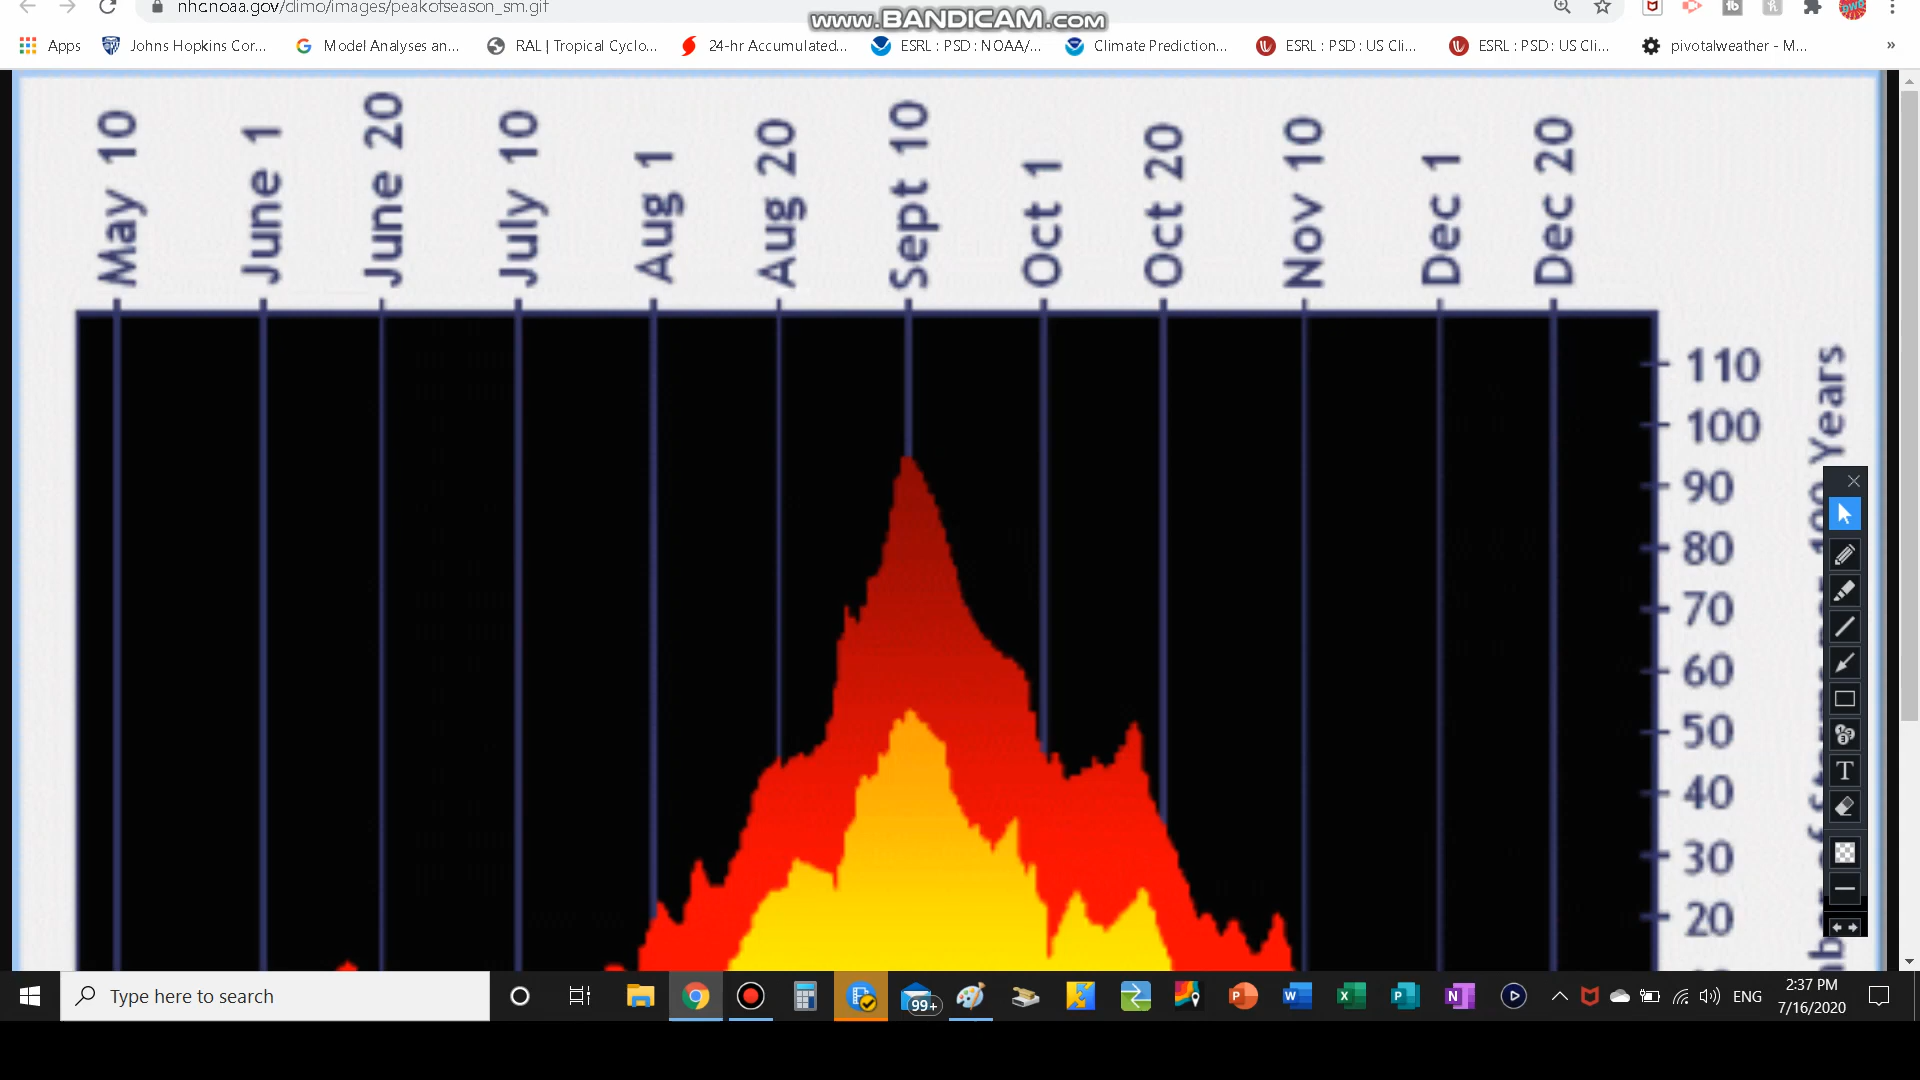 nhc.noaa.gov/climo/images/peakofseason_sm.gif
www.BANDICAM.com
Apps
Johns Hopkins Cor...
Model Analyses an...
RAL | Tropical Cyclo...
24-hr Accumulated...
ESRL : PSD : NOAA/...
Climate Prediction...
ESRL : PSD : US Cli...
ESRL : PSD : US Cli...
pivotalweather - M...
»
May 10
June 1
June 20
July 10
Aug 1
Aug 20
Sept 10
Oct 1
Oct 20
Nov 10
Dec 1
Dec 20
110
100
90
80
70
60
50
40
30
20
100 Years
Type here to search
99+
ENG
2:37 PM
7/16/2020